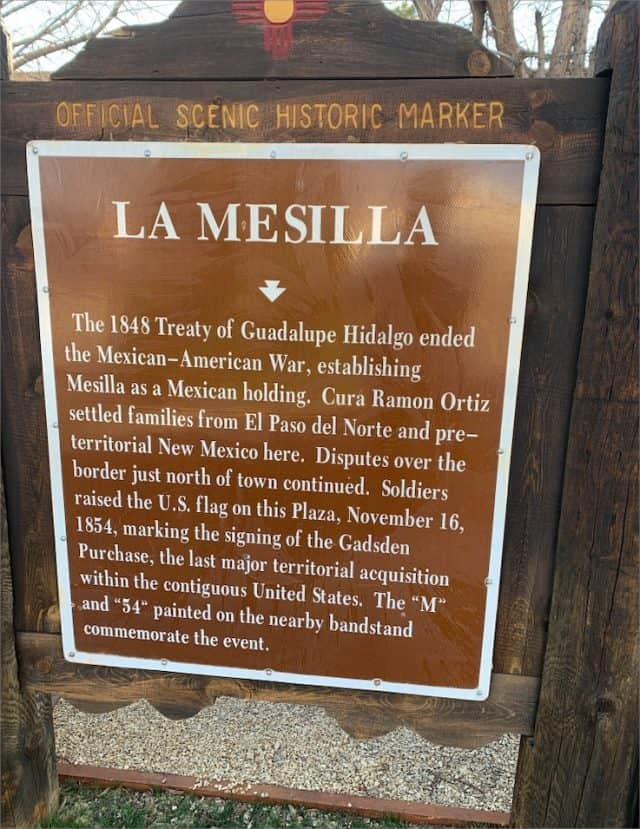 OFFICIAL SCENIC HISTORIC MARKER
LA MESILLA
The 1848 Treaty of Guadalupe Hidalgo ended
the Mexican–American War, establishing
Mesilla as a Mexican holding. Cura Ramon Ortiz
settled families from El Paso del Norte and pre–
territorial New Mexico here. Disputes over the
border just north of town continued. Soldiers
raised the U.S. flag on this Plaza, November 16,
1854, marking the signing of the Gadsden
Purchase, the last major territorial acquisition
within the contiguous United States. The “M”
and “54“ painted on the nearby bandstand
commemorate the event.